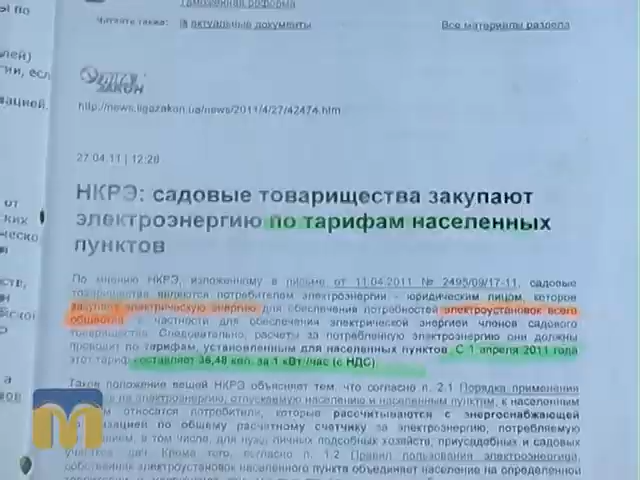 Таможенная реформа
Читайте также:
актуальные документы
Все материалы раздела
ЗАКОН
http://news.ligazakon.ua/news/2011/4/27/42474.htm
27.04.11 | 12:28
НКРЭ: садовые товарищества закупают
электроэнергию по тарифам населенных
пунктов
По мнению НКРЭ, изложенному в письме от 11.04.2011 № 2495/09/17-11, садовые
товарищества являются потребителем электроэнергии - юридическим лицом, которое
закупает электрическую энергию для обеспечения потребностей электроустановок всего
общества, в частности для обеспечения электрической энергией членов садового
товарищества. Следовательно, расчеты за потребленную электроэнергию они должны
проводит по тарифам, установленным для населенных пунктов. С 1 апреля 2011 года
этот тариф составляет 36,48 коп. за 1 кВт/час (с НДС).
Такое положение вещей НКРЭ объясняет тем, что согласно п. 2.1 Порядка применения
за электроэнергию, отпускаемую населению и населенным пунктам, к населенным
относятся потребители, которые рассчитываются с энергоснабжающей
по общему расчетному счетчику за электроэнергию, потребляемую
в том числе, для нужд личных подсобных хозяйств, приусадебных и садовых
дач. Кроме того, согласно п. 1.2 Правил пользования электроэнергией,
электроустановок населенного пункта объединяет население на определенной